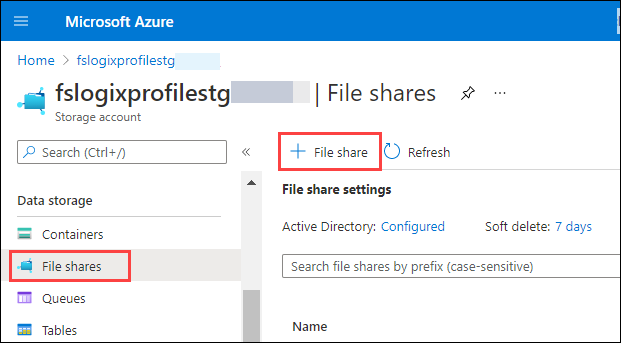 Microsoft Azure
Home > fslogixprofilestg
fslogixprofilestg | File shares
Storage account
Search (Ctrl+/)
+ File share
Refresh
File share settings
Data storage
Active Directory: Configured
Soft delete: 7 days
Containers
File shares
Search file shares by prefix (case-sensitive)
Queues
Tables
Name